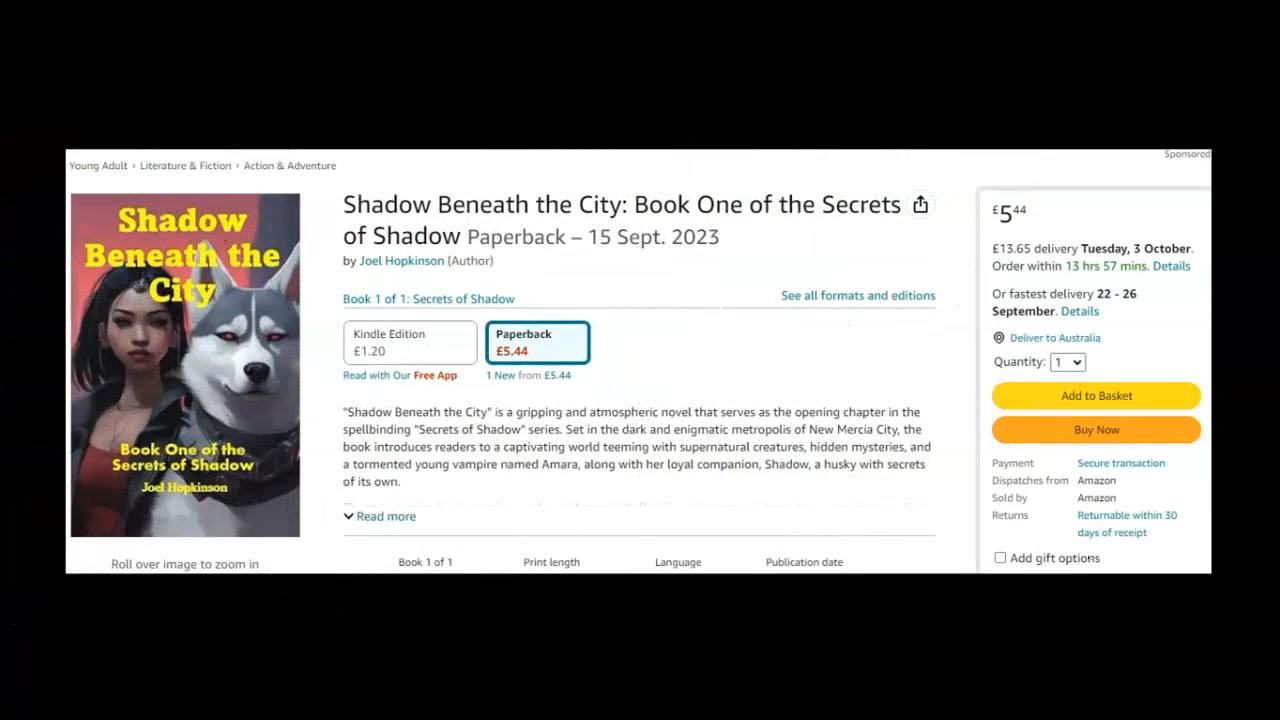 Sponsored
Young Adult › Literature & Fiction › Action & Adventure
Shadow
Beneath the
City
Book One of the
Secrets of Shadow
Joel Hopkinson
Roll over image to zoom in
Shadow Beneath the City: Book One of the Secrets
of Shadow Paperback – 15 Sept. 2023
by Joel Hopkinson (Author)
Book 1 of 1: Secrets of Shadow
See all formats and editions
Kindle Edition
£1.20
Read with Our Free App
Paperback
£5.44
1 New from £5.44
"Shadow Beneath the City" is a gripping and atmospheric novel that serves as the opening chapter in the
spellbinding "Secrets of Shadow" series. Set in the dark and enigmatic metropolis of New Mercia City, the
book introduces readers to a captivating world teeming with supernatural creatures, hidden mysteries, and
a tormented young vampire named Amara, along with her loyal companion, Shadow, a husky with secrets
of its own.
Read more
Book 1 of 1
Print length
Language
Publication date
£5 44
£13.65 delivery Tuesday, 3 October.
Order within 13 hrs 57 mins. Details
Or fastest delivery 22 - 26
September. Details
Deliver to Australia
Quantity: 1
Add to Basket
Buy Now
Payment Secure transaction
Dispatches from Amazon
Sold by Amazon
Returns Returnable within 30
days of receipt
Add gift options